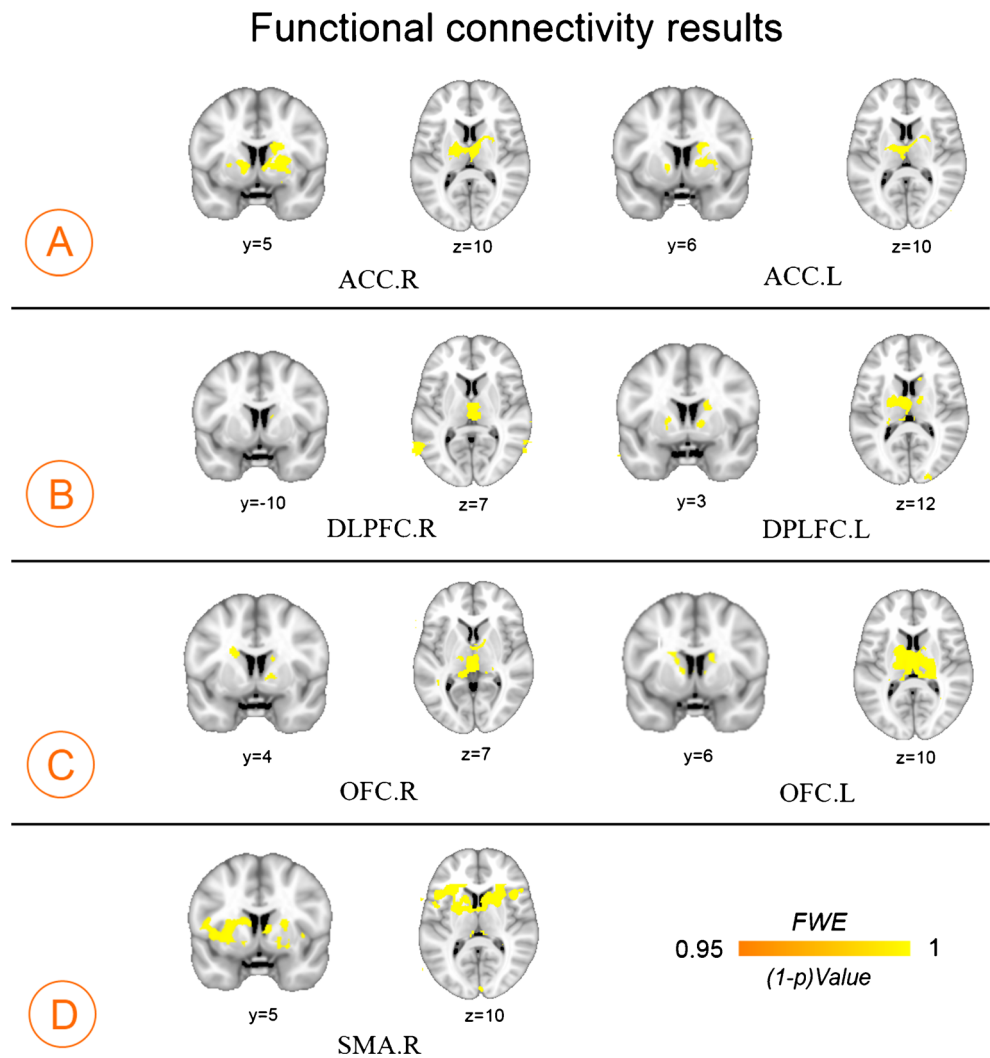 Functional connectivity results
A
y=5
z=10
y=6
z=10
ACC.R
ACC.L
B
y=-10
z=7
y=3
z=12
DLPFC.R
DPLFC.L
C
y=4
z=7
y=6
z=10
OFC.R
OFC.L
D
y=5
z=10
SMA.R
FWE
0.95
1
(1-p)Value